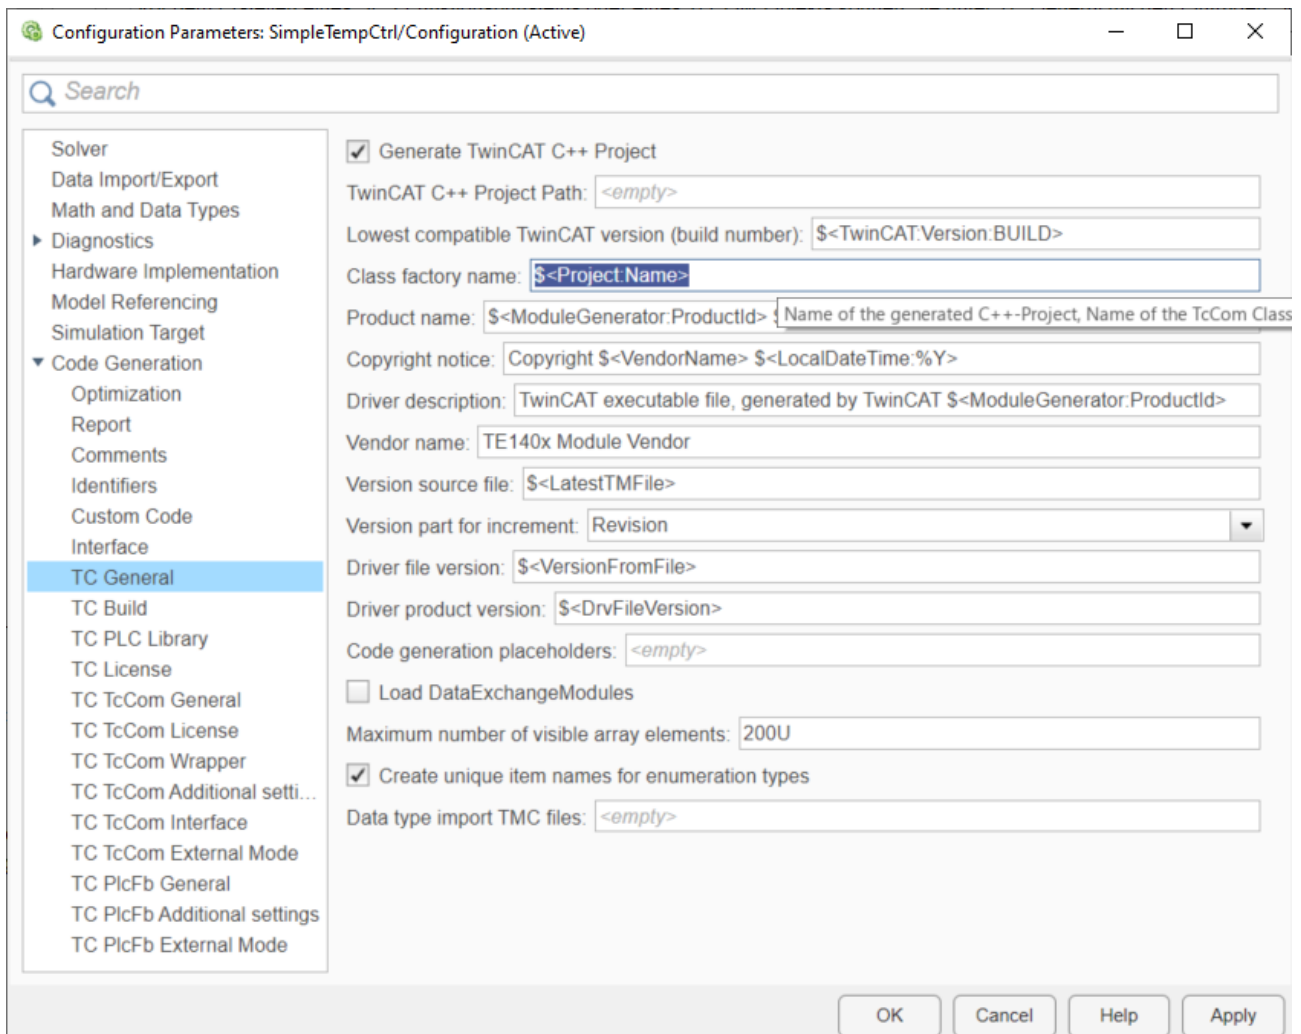 Configuration Parameters: SimpleTempCtrl/Configuration (Active)
Search
Solver
Data Import/Export
Math and Data Types
Diagnostics
Hardware Implementation
Model Referencing
Simulation Target
Code Generation
Optimization
Report
Comments
Identifiers
Custom Code
Interface
TC General
TC Build
TC PLC Library
TC License
TC TcCom General
TC TcCom License
TC TcCom Wrapper
TC TcCom Additional setti...
TC TcCom Interface
TC TcCom External Mode
TC PlcFb General
TC PlcFb Additional settings
TC PlcFb External Mode
Generate TwinCAT C++ Project
TwinCAT C++ Project Path: <empty>
Lowest compatible TwinCAT version (build number): $<TwinCAT:Version:BUILD>
Class factory name: $<Project:Name>
Product name: $<ModuleGenerator:ProductId>
Name of the generated C++-Project, Name of the TcCom Class
Copyright notice: Copyright $<VendorName> $<LocalDateTime:%Y>
Driver description: TwinCAT executable file, generated by TwinCAT $<ModuleGenerator:ProductId>
Vendor name: TE140x Module Vendor
Version source file: $<LatestTMFile>
Version part for increment: Revision
Driver file version: $<VersionFromFile>
Driver product version: $<DrvFileVersion>
Code generation placeholders: <empty>
Load DataExchangeModules
Maximum number of visible array elements: 200U
Create unique item names for enumeration types
Data type import TMC files: <empty>
OK
Cancel
Help
Apply